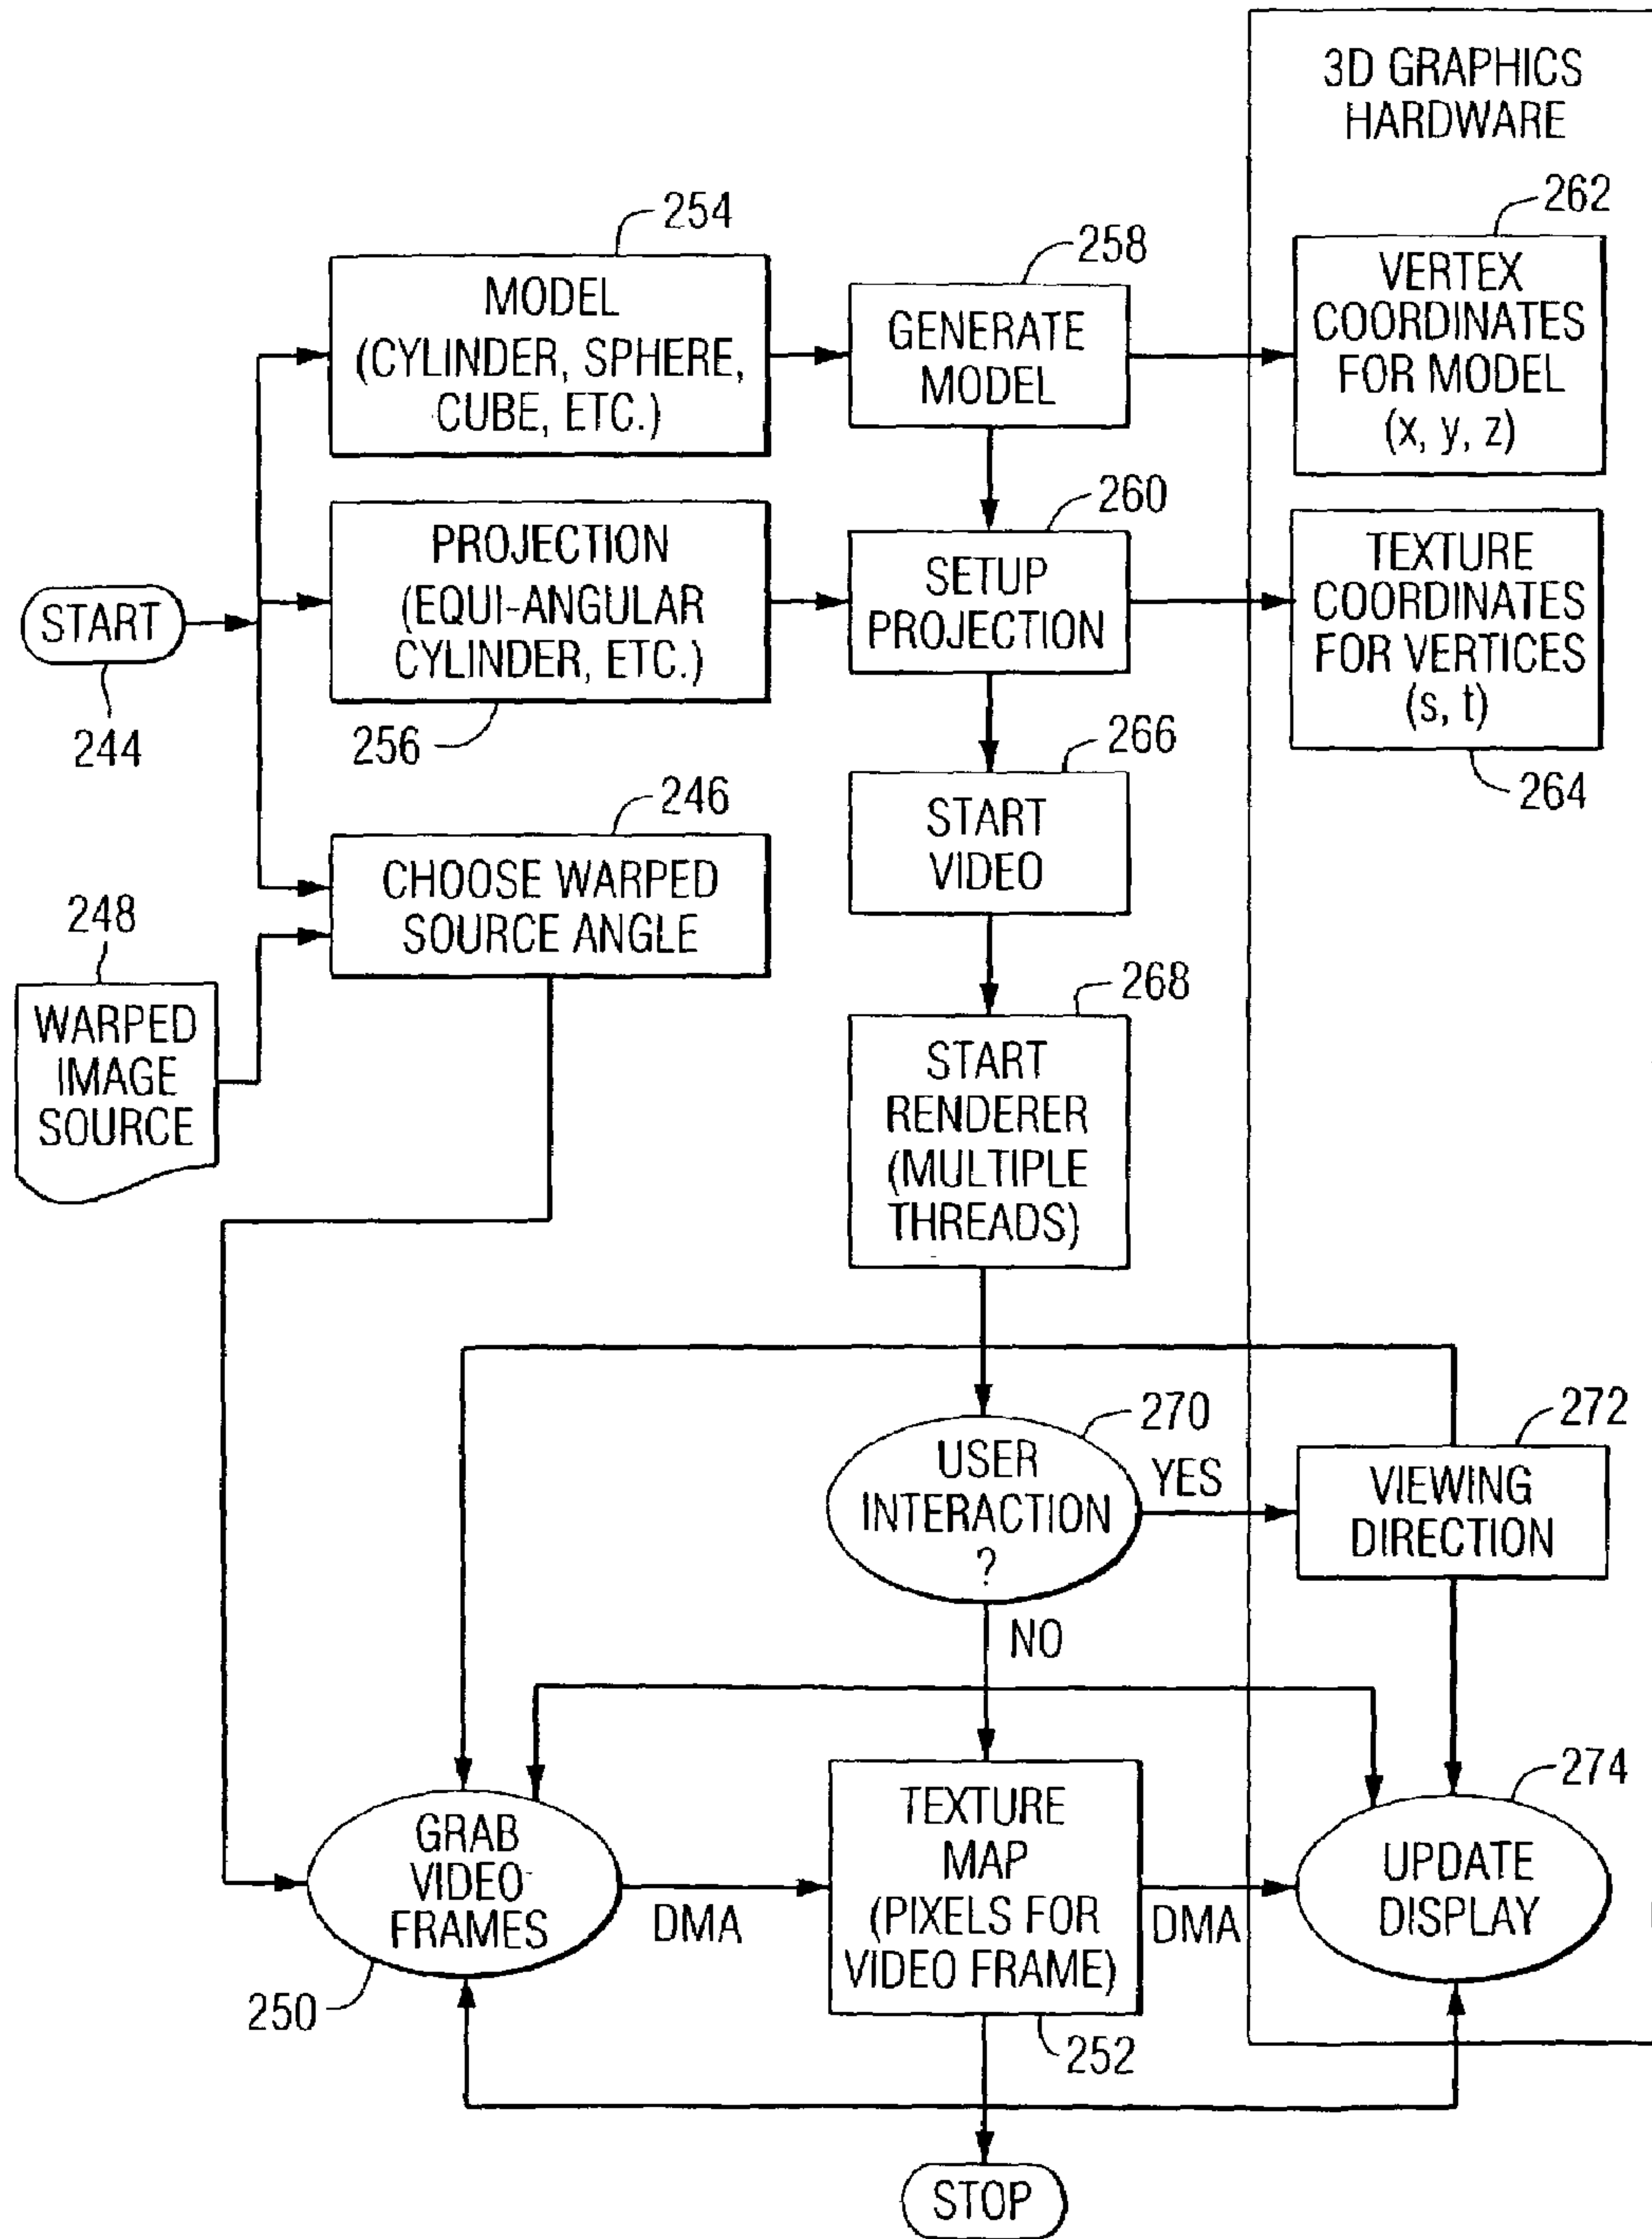 3D GRAPHICS
HARDWARE
254
MODEL
(CYLINDER, SPHERE,
CUBE, ETC.)
258
GENERATE
MODEL
262
VERTEX
COORDINATES
FOR MODEL
(x, y, z)
START
244
PROJECTION
(EQUI-ANGULAR
CYLINDER, ETC.)
256
260
SETUP
PROJECTION
TEXTURE
COORDINATES
FOR VERTICES
(s, t)
264
246
CHOOSE WARPED
SOURCE ANGLE
266
START
VIDEO
248
WARPED
IMAGE
SOURCE
268
START
RENDERER
(MULTIPLE
THREADS)
270
USER
INTERACTION
?
YES
NO
272
VIEWING
DIRECTION
GRAB
VIDEO
FRAMES
250
DMA
TEXTURE
MAP
(PIXELS FOR
VIDEO FRAME)
252
DMA
274
UPDATE
DISPLAY
STOP